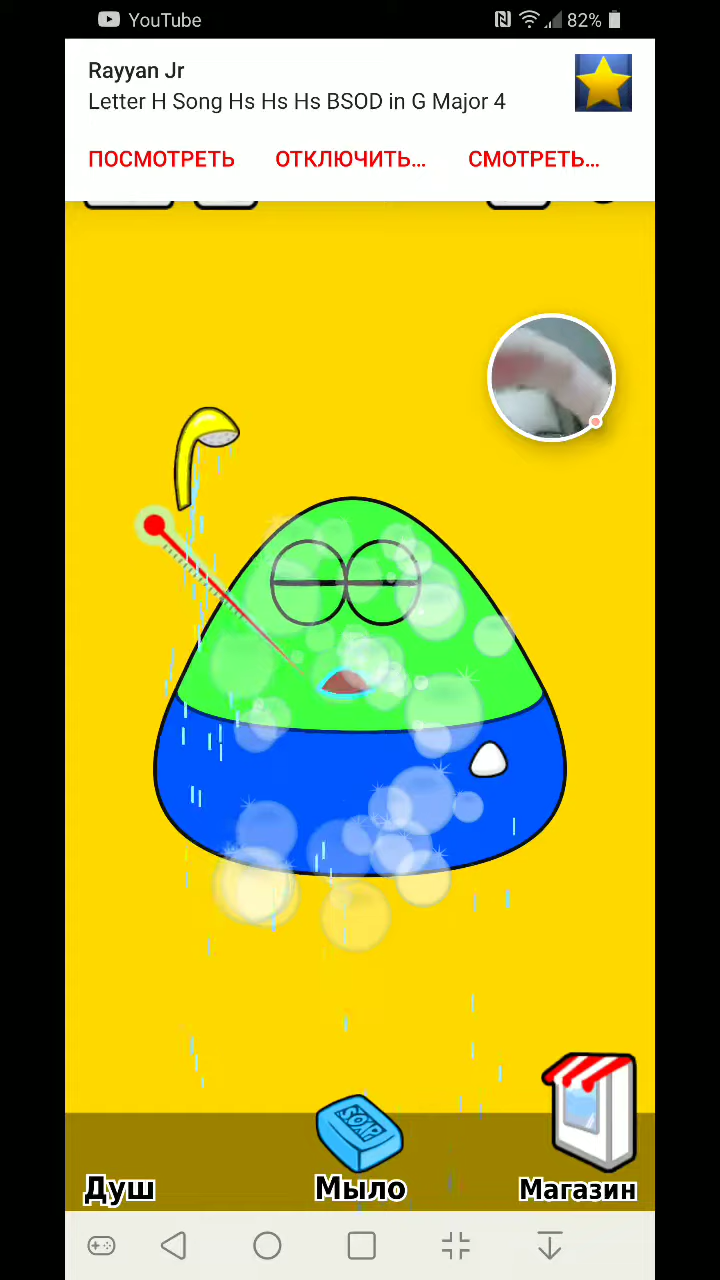 YouTube 82%
Rayyan Jr
Letter H Song Hs Hs Hs BSOD in G Major 4
ПОСМОТРЕТЬ ОТКЛЮЧИТЬ... СМОТРЕТЬ...
SOAP
Душ Мыло Магазин